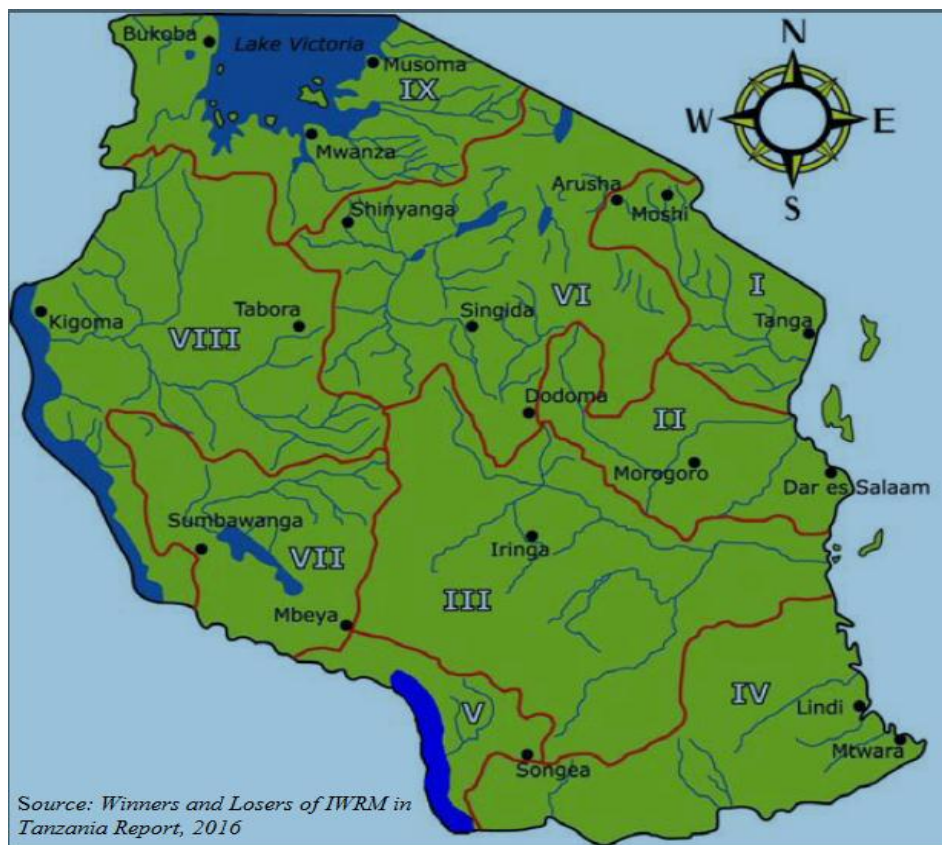 N
Bukoba
Lake Victoria
Musoma
IX
W
E
Mwanza
S
Arusha
Moshi
Shinyanga
I
VI
Kigoma
Tabora
Singida
Tanga
VIII
Dodoma
II
Morogoro
Dar es Salaam
Sumbawanga
Iringa
VII
III
Mbeya
IV
V
Lindi
Mtwara
Songea
Source: Winners and Losers of IWRM in
Tanzania Report, 2016